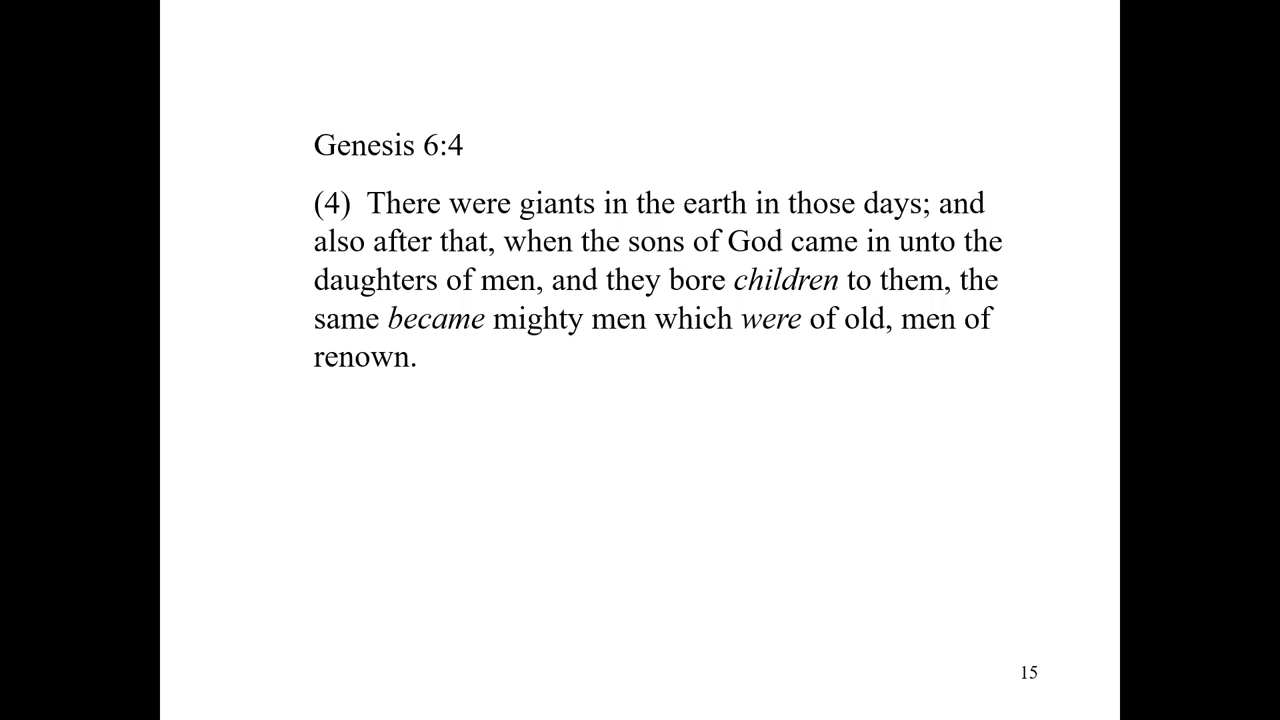 Genesis 6:4
(4)  There were giants in the earth in those days; and
also after that, when the sons of God came in unto the
daughters of men, and they bore children to them, the
same became mighty men which were of old, men of
renown.
15